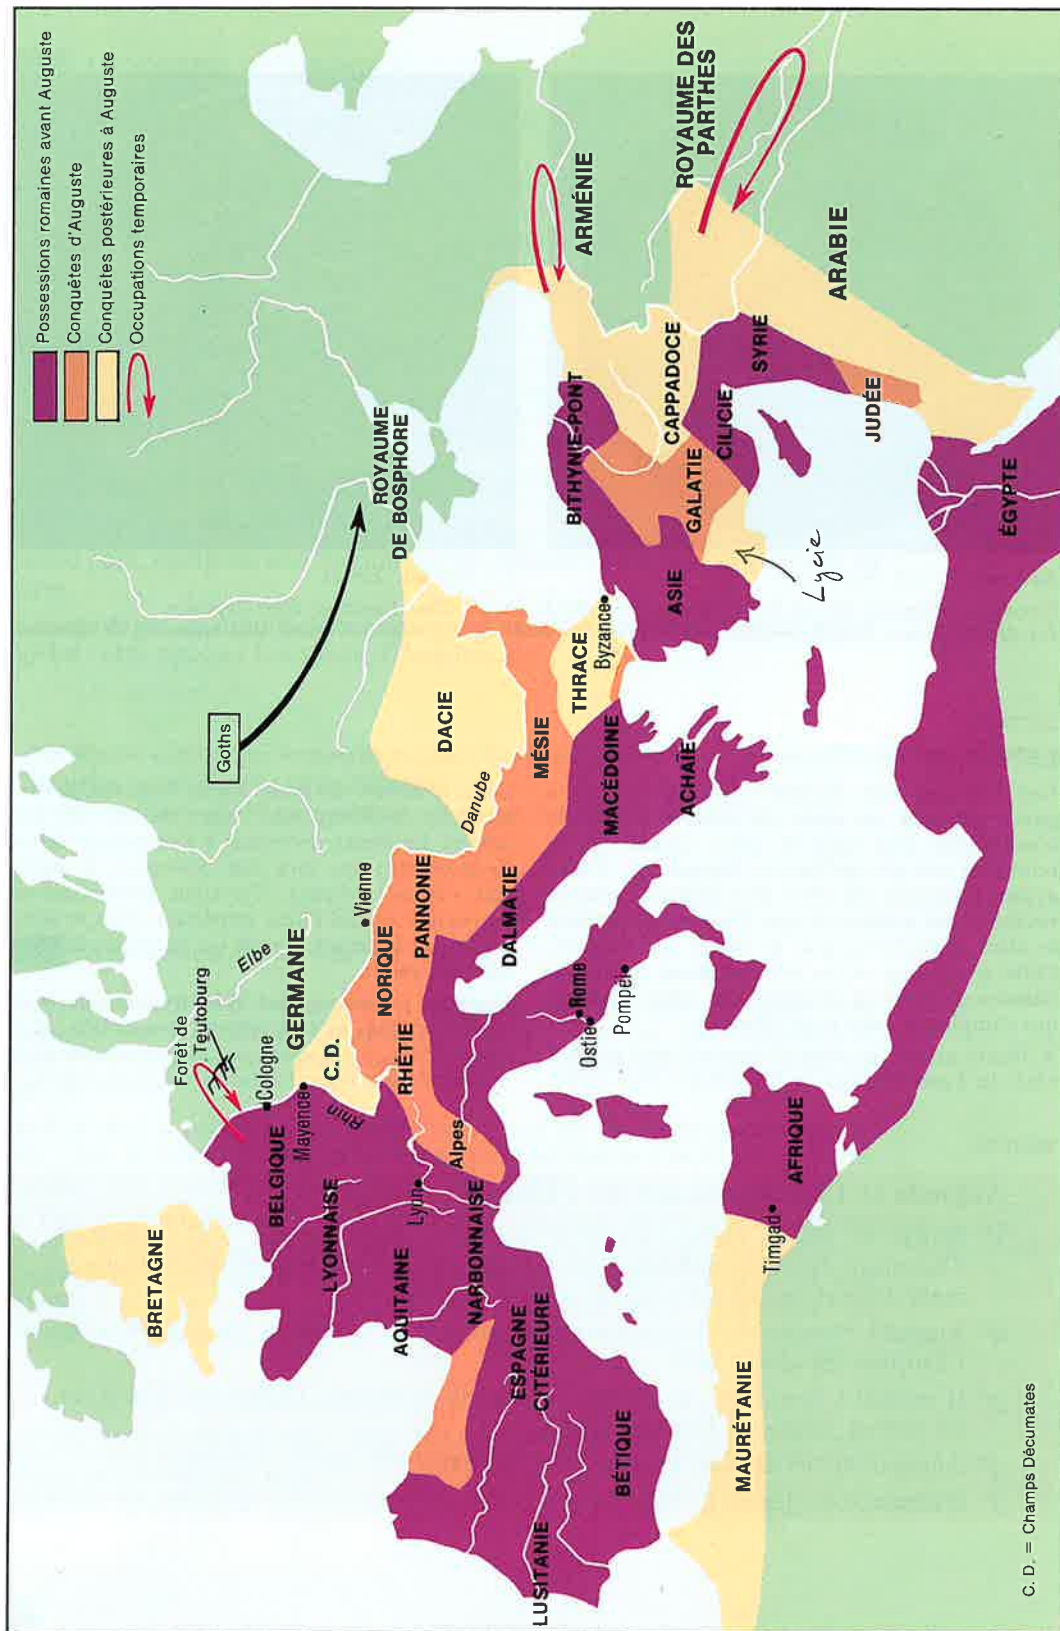 Possessions romaines avant Auguste
Conquêtes d'Auguste
Conquêtes postérieures à Auguste
Occupations temporaires
Goths
ROYAUME
DE BOSPHORE
ARMÉNIE
ROYAUME DES
PARTHES
ARABIE
BRETAGNE
Forêt de
Teutoburg
Elbe
GERMANIE
Cologne
Mayence
BELGIQUE
Rhin
C.D.
Vienne
NORIQUE
RHÉTIE
PANNONIE
DACIE
Danube
LYONNAISE
Lyon
Alpes
AQUITAINE
NARBONNAISE
DALMATIE
MÉSIE
THRACE
Byzance
MACÉDOINE
ACHAÏE
BITHYNIE-PONT
CAPPADOCE
GALATIE
CILICIE
SYRIE
ASIE
Lycie
JUDÉE
ÉGYPTE
Rome
Ostie
Pompéi
ESPAGNE
CITÉRIEURE
LUSITANIE
BÉTIQUE
MAURÉTANIE
Timgad
AFRIQUE
C. D. = Champs Décumates